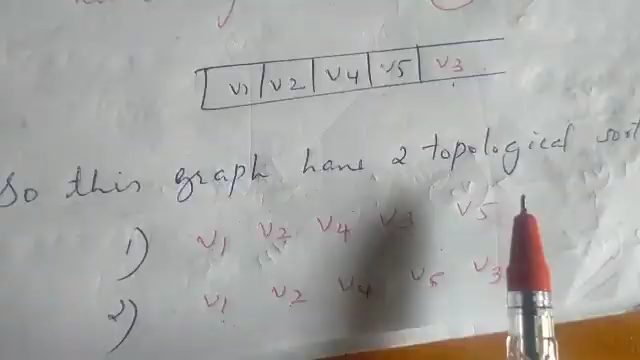 v1 v2 v4 v5 v3
So this graph have 2 topological sort
1) v1 v2 v4 v3 v5
2) v1 v2 v4 v5 v3